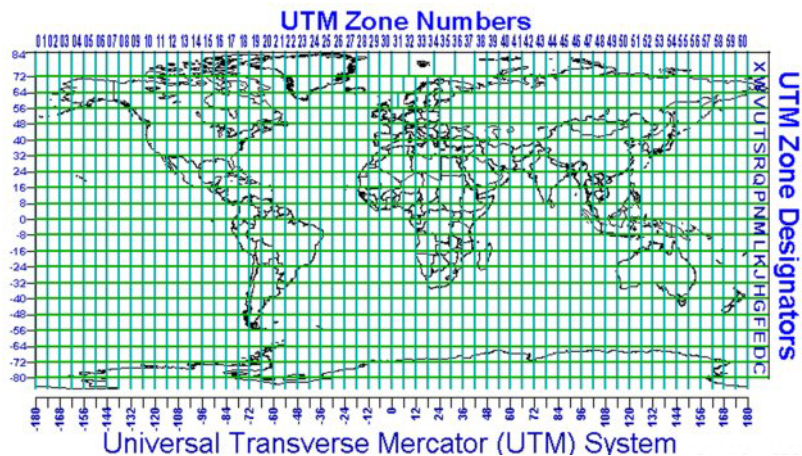 UTM Zone Numbers
01 02 03 04 05 06 07 08 09 10 11 12 13 14 15 16 17 18 19 20 21 22 23 24 25 26 27 28 29 30 31 32 33 34 35 36 37 38 39 40 41 42 43 44 45 46 47 48 49 50 51 52 53 54 55 56 57 58 59 60
84
72
64
56
48
40
32
24
16
8
0
-8
-16
-24
-32
-40
-48
-56
-64
-72
-80
X
W
V
U
T
S
R
Q
P
N
M
L
K
J
H
G
F
E
D
C
UTM Zone Designators
-180 -168 -156 -144 -132 -120 -108 -96 -84 -72 -60 -48 -36 -24 -12 0 12 24 36 48 60 72 84 96 108 120 132 144 156 168 180
Universal Transverse Mercator (UTM) System